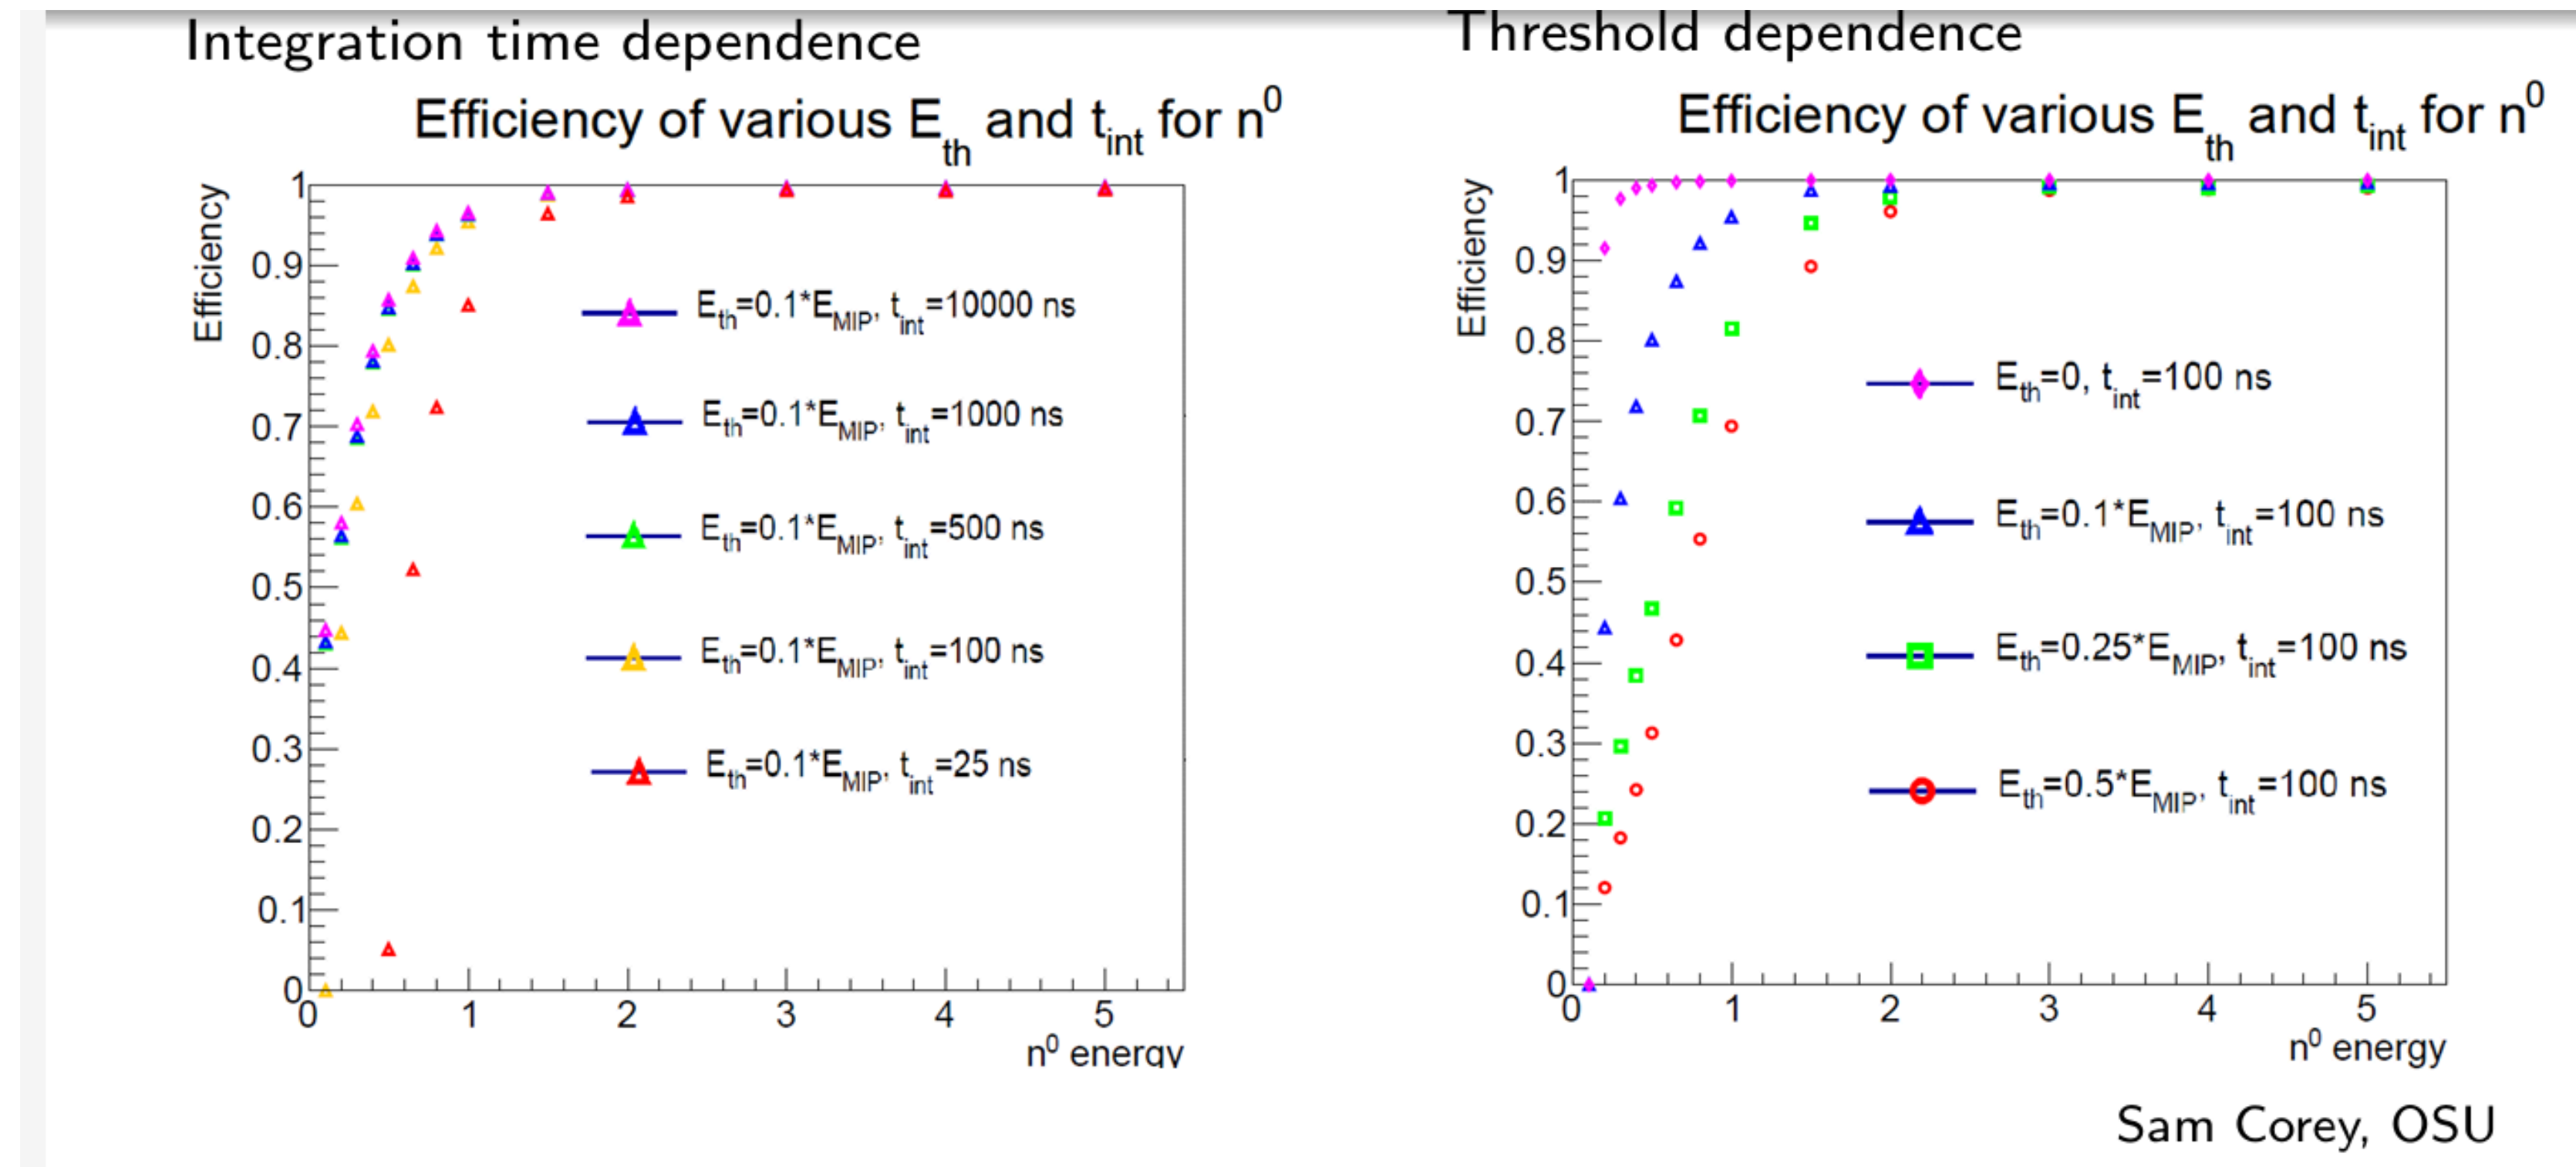 Integration time dependence
Efficiency of various E_th and t_int for n^0
Efficiency
1
0.9
0.8
0.7
0.6
0.5
0.4
0.3
0.2
0.1
0
E_th=0.1*E_MIP, t_int=10000 ns
E_th=0.1*E_MIP, t_int=1000 ns
E_th=0.1*E_MIP, t_int=500 ns
E_th=0.1*E_MIP, t_int=100 ns
E_th=0.1*E_MIP, t_int=25 ns
0 1 2 3 4 5
n^0 energy
Threshold dependence
Efficiency of various E_th and t_int for n^0
Efficiency
1
0.9
0.8
0.7
0.6
0.5
0.4
0.3
0.2
0.1
0
E_th=0, t_int=100 ns
E_th=0.1*E_MIP, t_int=100 ns
E_th=0.25*E_MIP, t_int=100 ns
E_th=0.5*E_MIP, t_int=100 ns
0 1 2 3 4 5
n^0 energy
Sam Corey, OSU